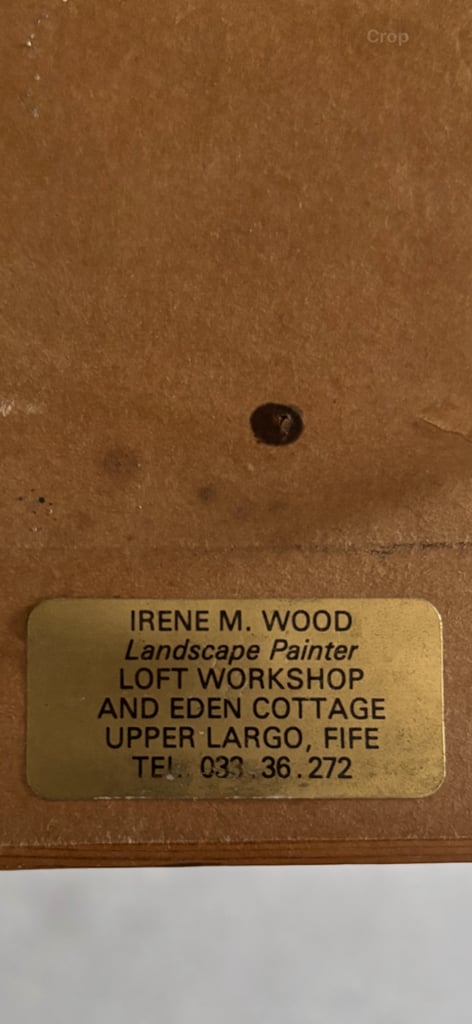 Crop
IRENE M. WOOD
Landscape Painter
LOFT WORKSHOP
AND EDEN COTTAGE
UPPER LARGO, FIFE
TEL. 033.36.272